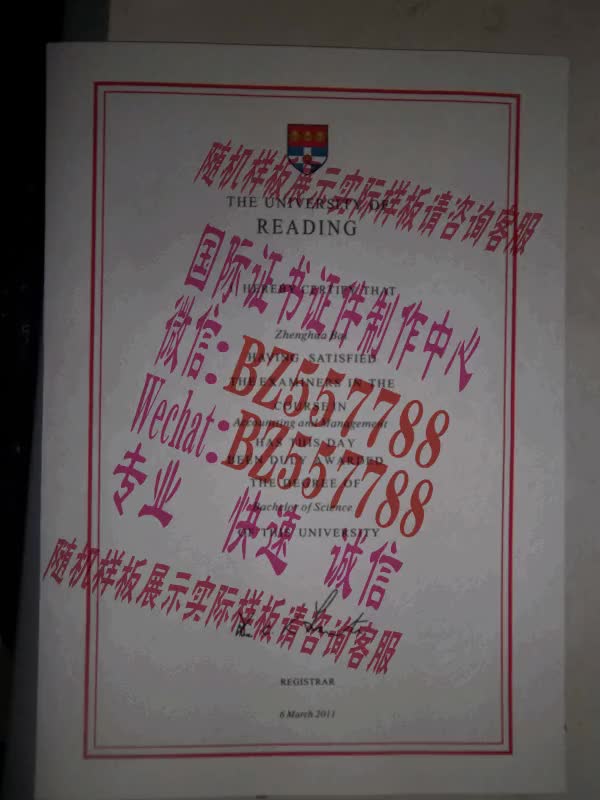 随机样板展示实际样板请咨询客服
THE UNIVERSITY OF
READING
国际证书证件制作中心
I HEREBY CERTIFY THAT
微信:BZ557788
Zhenghua Bai
HAVING SATISFIED
THE EXAMINERS IN THE
COURSE IN
Wechat:BZ557788
Accounting and Management
HAS THIS DAY
BEEN DULY AWARDED
THE DEGREE OF
专业 快速 诚信
Bachelor of Science
OF THIS UNIVERSITY
随机样板展示实际样板请咨询客服
REGISTRAR
6 March 2011